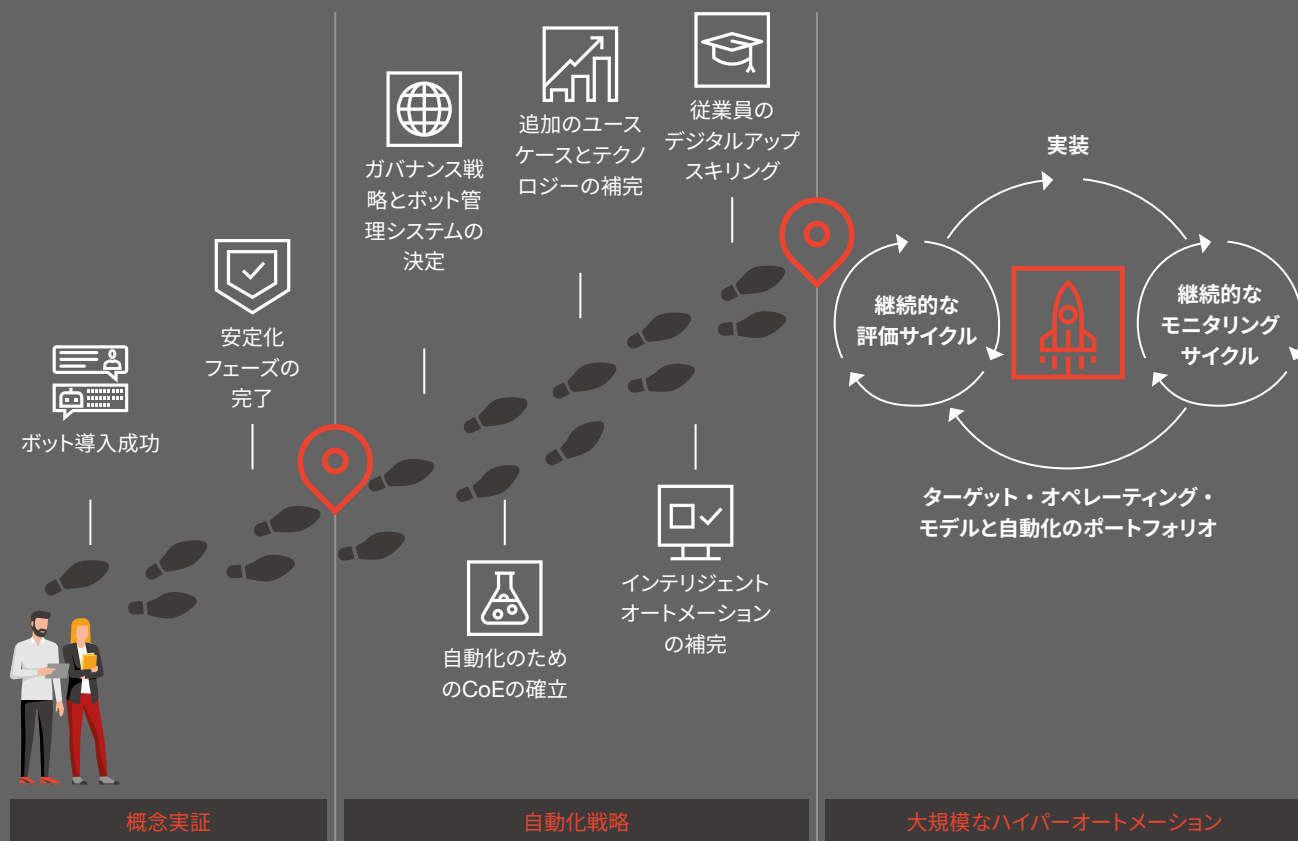 ボット導入成功
安定化
フェーズの
完了
ガバナンス戦
略とボット管
理システムの
決定
自動化のため
のCoEの確立
追加のユース
ケースとテクノ
ロジーの補完
インテリジェント
オートメーション
の補完
従業員の
デジタルアップ
スキリング
実装
継続的な
評価サイクル
継続的な
モニタリング
サイクル
ターゲット・オペレーティング・
モデルと自動化のポートフォリオ
概念実証
自動化戦略
大規模なハイパーオートメーション